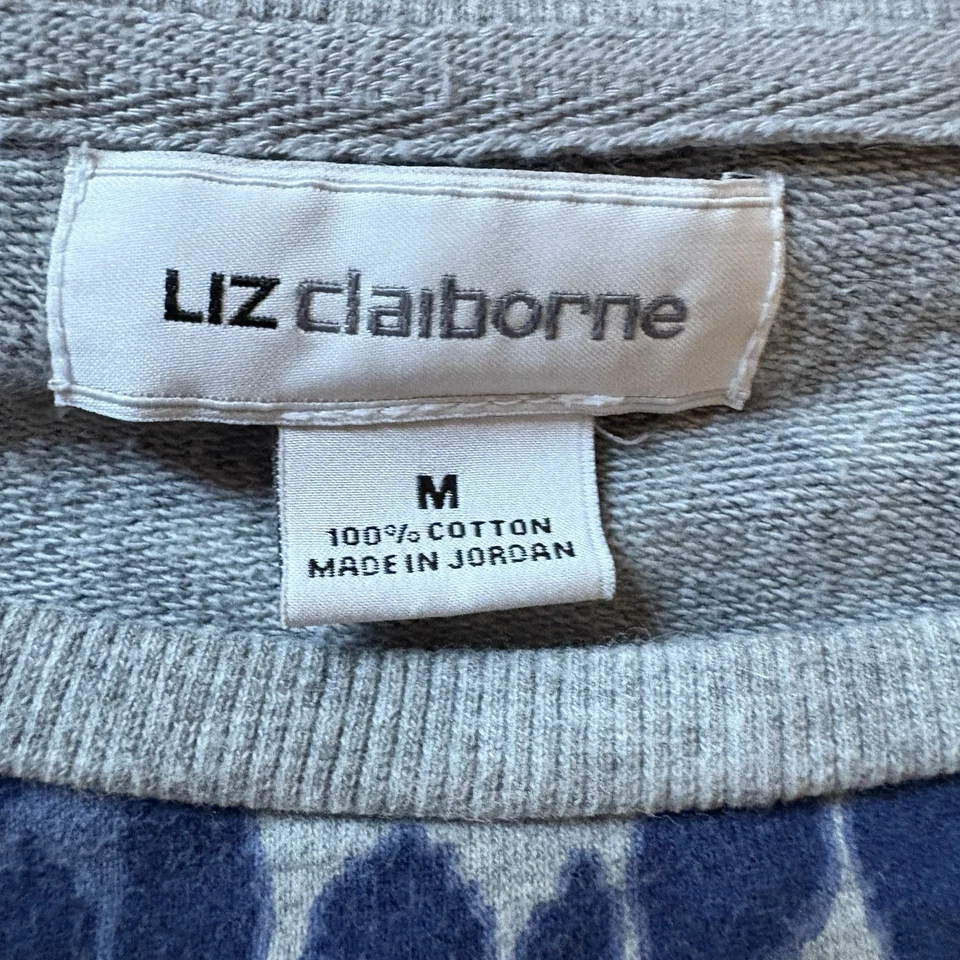 LIZ claiborne
M
100% COTTON
MADE IN JORDAN